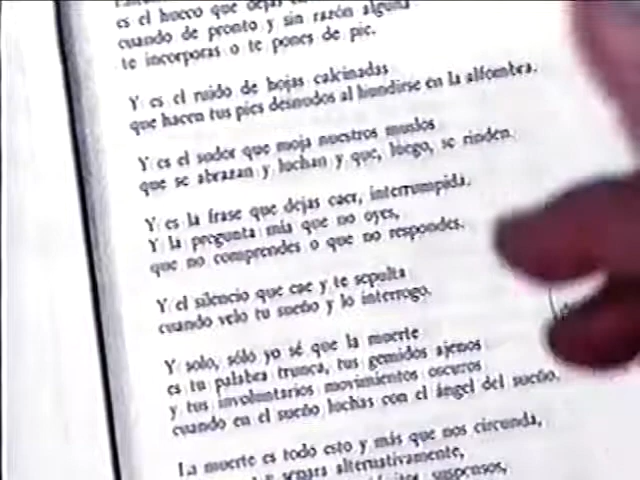 es el hueco que dejas
cuando de pronto y sin razón alguna
te incorporas o te pones de pie.
Y es el ruido de hojas calcinadas
que hacen tus pies desnudos al hundirse en la alfombra.
Y es el sudor que moja nuestros muslos
que se abrazan y luchan y que, luego, se rinden.
Y es la frase que dejas caer, interrumpida.
Y la pregunta mía que no oyes,
que no comprendes o que no respondes.
Y el silencio que cae y te sepulta
cuando velo tu sueño y lo interrogo.
Y solo, sólo yo sé que la muerte
es tu palabra trunca, tus gemidos ajenos
y tus involuntarios movimientos oscuros
cuando en el sueño luchas con el ángel del sueño.
La muerte es todo esto y más que nos circunda,
separa alternativamente,
suspensos,